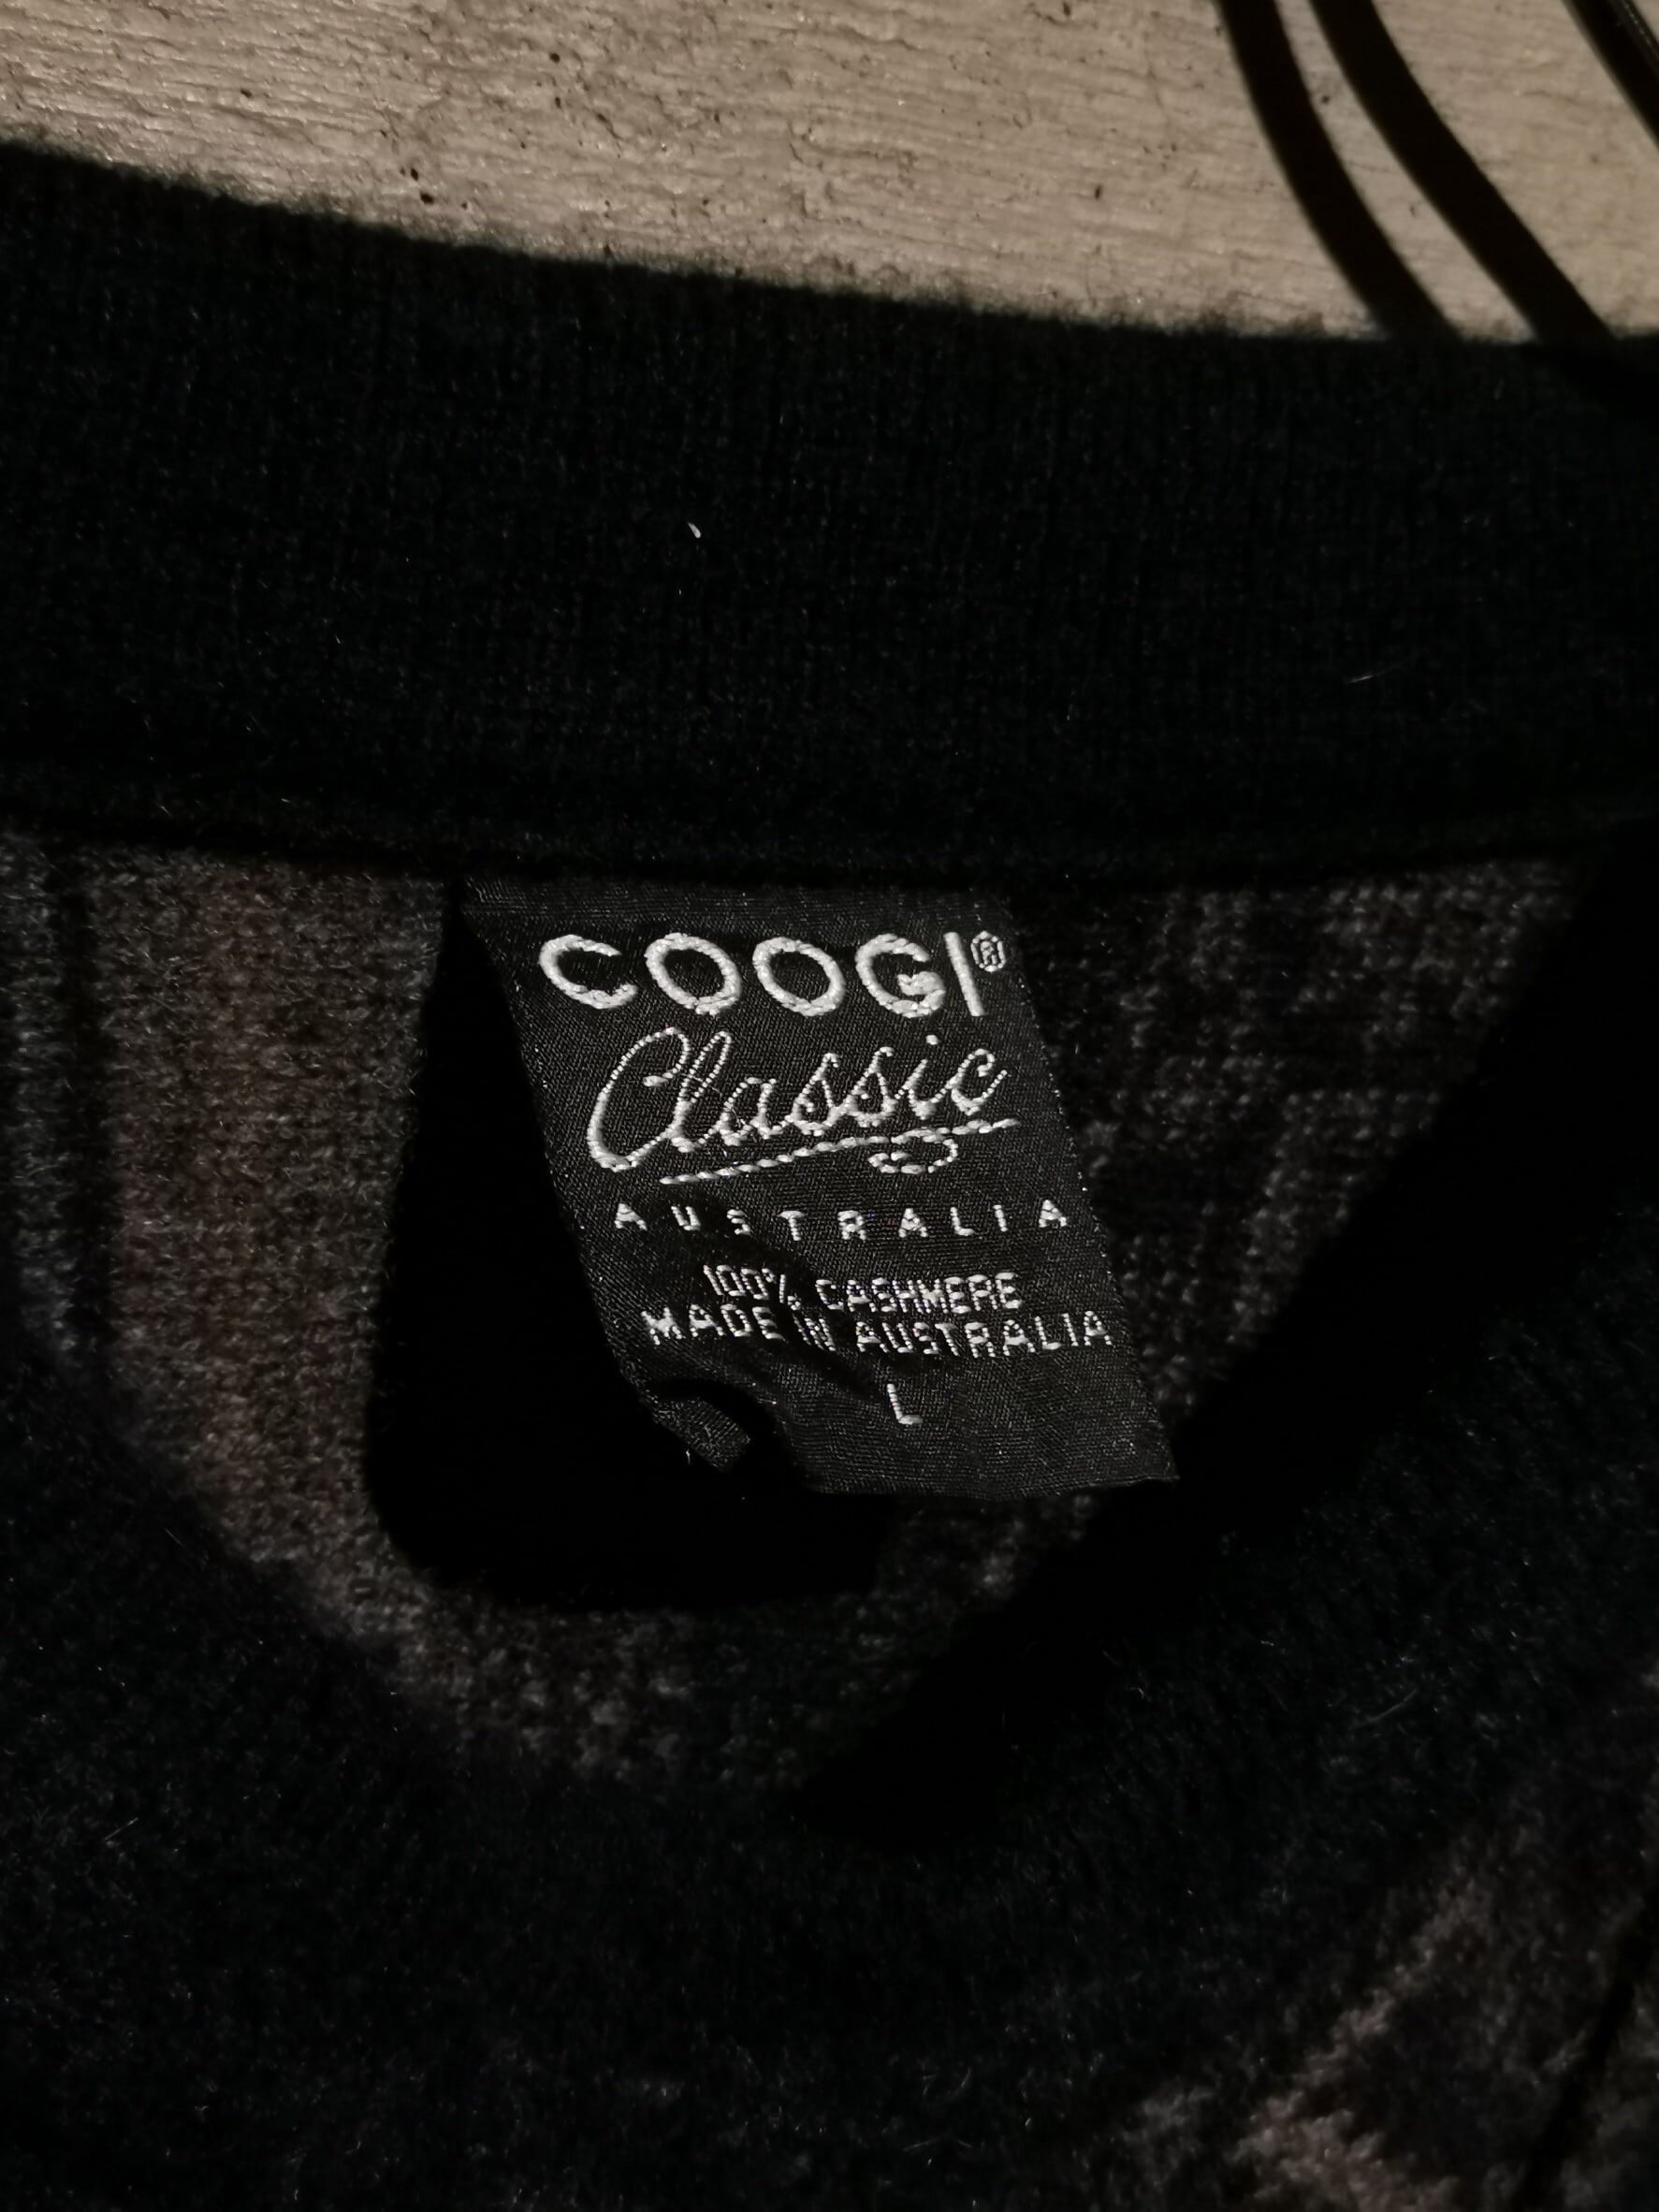 COOGI®
Classic
AUSTRALIA
100% CASHMERE
MADE IN AUSTRALIA
L